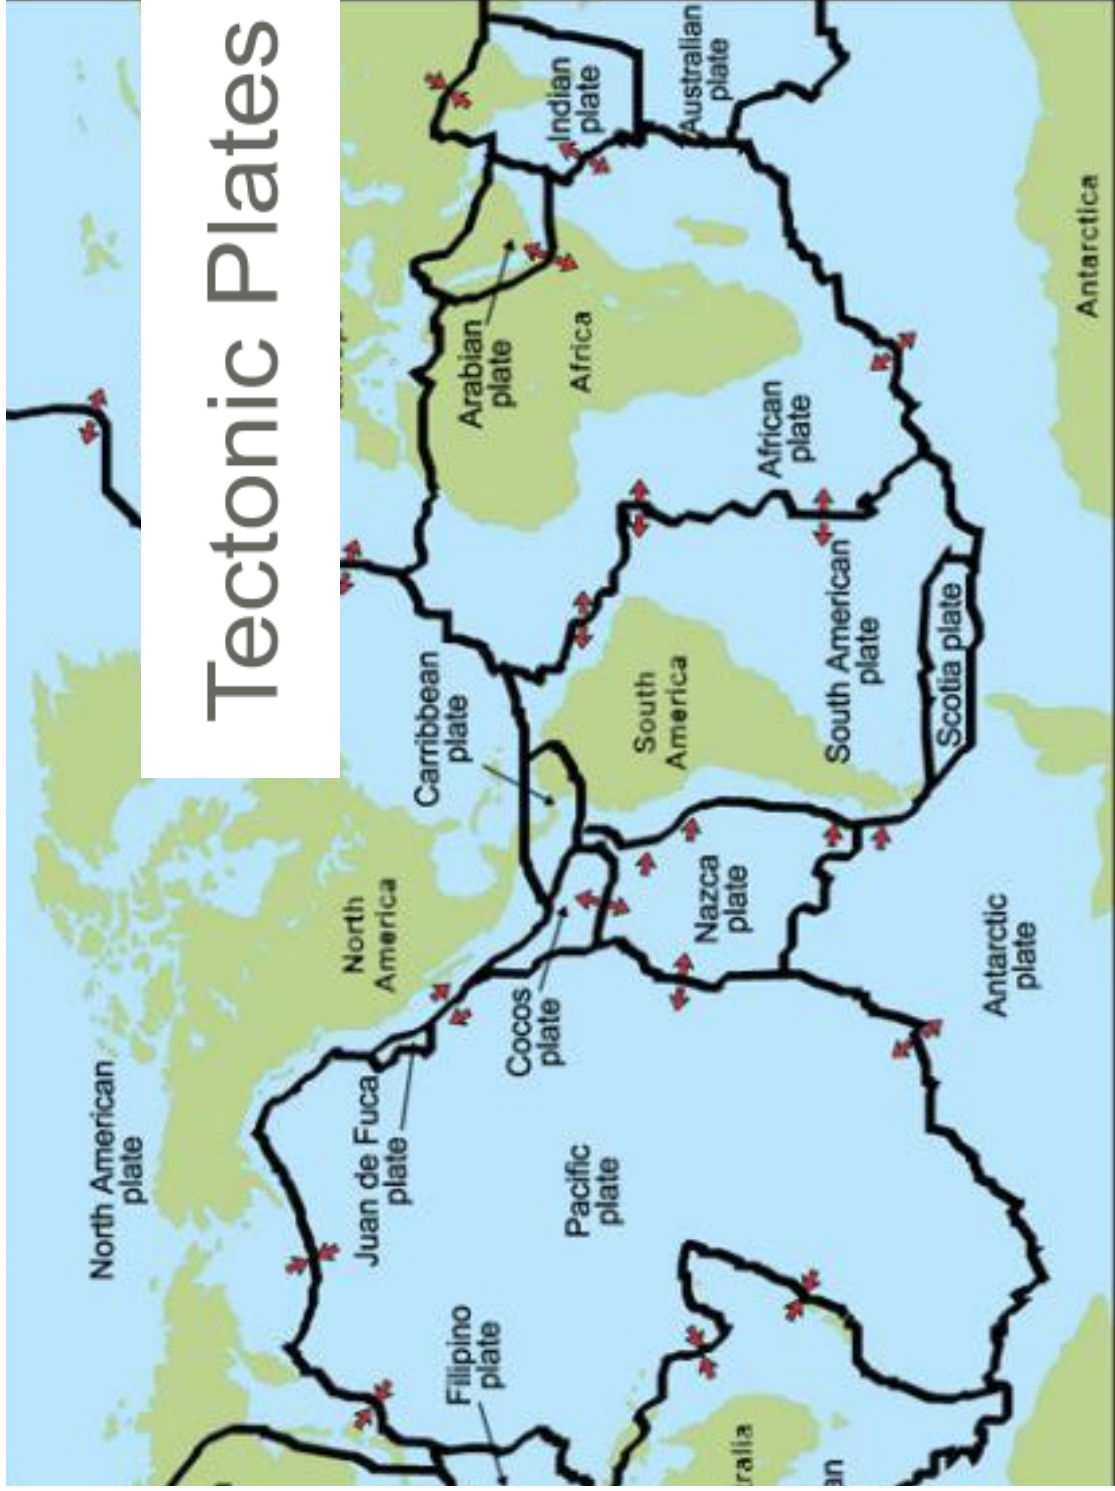 Tectonic Plates
North American
plate
North
America
Juan de Fuca
plate
Carribbean
plate
Filipino
plate
Cocos
plate
Pacific
plate
Nazca
plate
South
America
South American
plate
Scotia plate
Antarctic
plate
Arabian
plate
Africa
African
plate
Indian
plate
Australian
plate
Antarctica